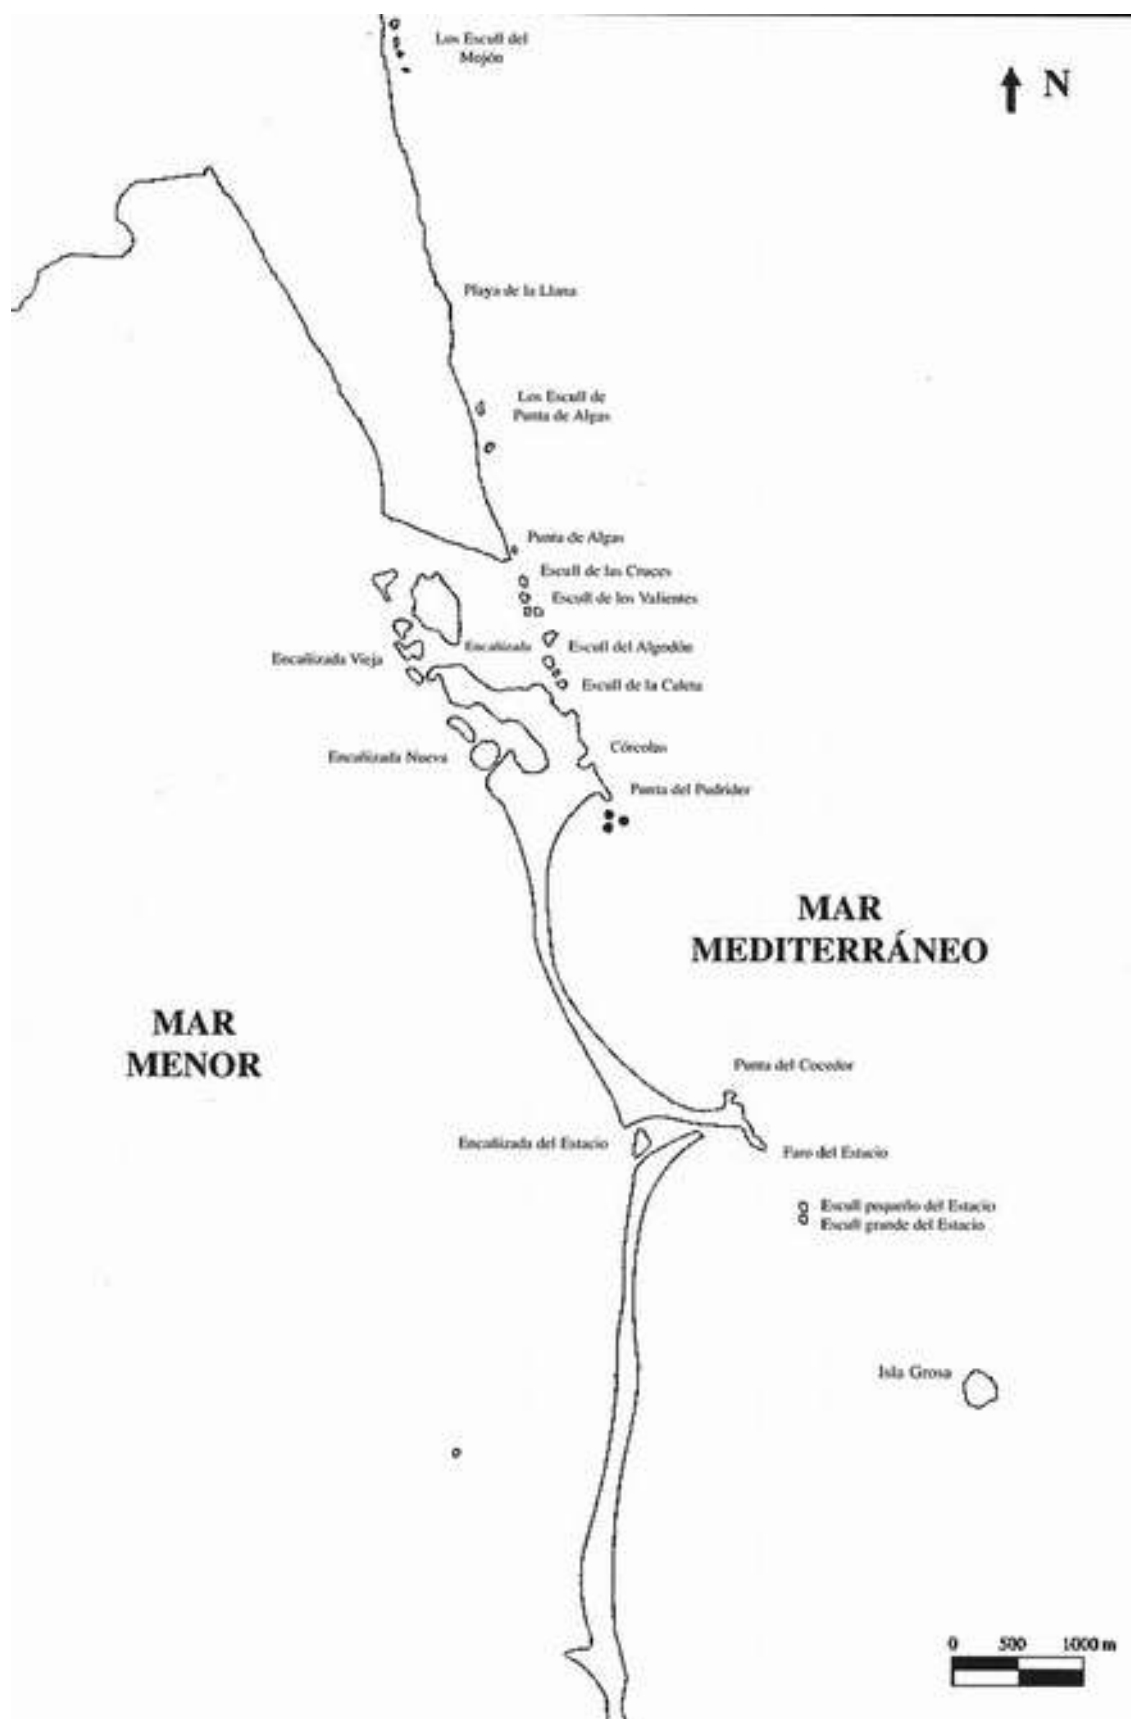 Los Escull del
Mojón
N
Playa de la Llana
Los Escull de
Punta de Algas
Punta de Algas
Escull de las Cruces
Escull de los Valientes
Encañizada
Escull del Algodón
Encañizada Vieja
Escull de la Caleta
Córcolas
Encañizada Nueva
Punta del Pudrider
MAR
MEDITERRÁNEO
MAR
MENOR
Punta del Cocedor
Encañizada del Estacio
Faro del Estacio
Escull pequeño del Estacio
Escull grande del Estacio
Isla Grosa
0 500 1000 m